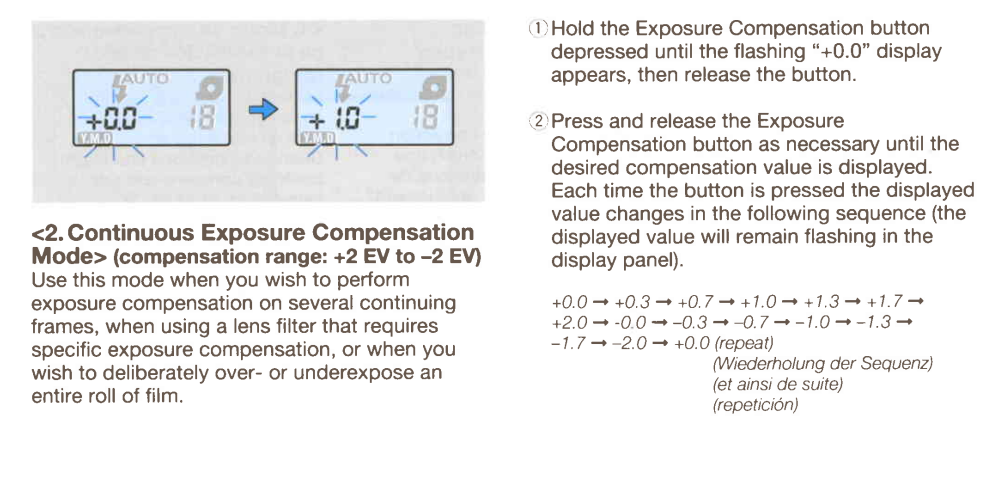 AUTO
+0.0 18
Y.M.D
AUTO
+ 1.0 18
Y.M.D
<2. Continuous Exposure Compensation
Mode> (compensation range: +2 EV to –2 EV)
Use this mode when you wish to perform
exposure compensation on several continuing
frames, when using a lens filter that requires
specific exposure compensation, or when you
wish to deliberately over- or underexpose an
entire roll of film.
① Hold the Exposure Compensation button
depressed until the flashing “+0.0” display
appears, then release the button.
② Press and release the Exposure
Compensation button as necessary until the
desired compensation value is displayed.
Each time the button is pressed the displayed
value changes in the following sequence (the
displayed value will remain flashing in the
display panel).
+0.0 → +0.3 → +0.7 → +1.0 → +1.3 → +1.7 →
+2.0 → -0.0 → –0.3 → –0.7 → –1.0 → –1.3 →
–1.7 → –2.0 → +0.0 (repeat)
(Wiederholung der Sequenz)
(et ainsi de suite)
(repetición)